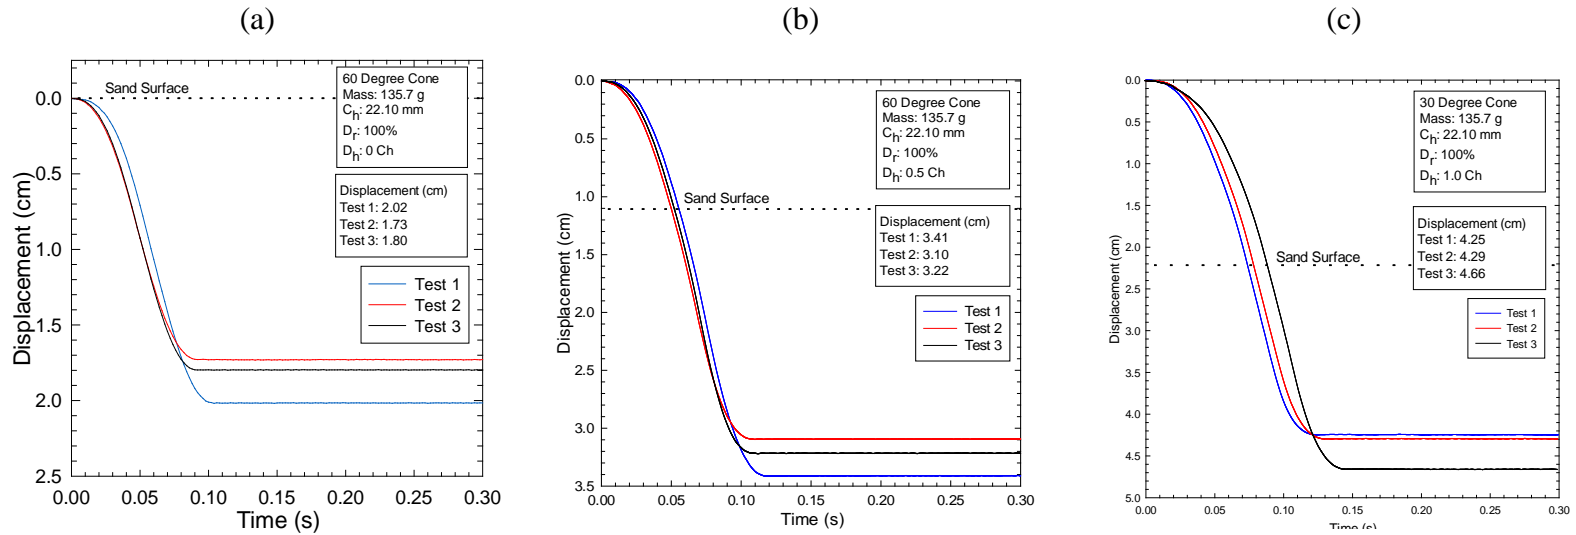 (a)
(b)
(c)
Sand Surface
60 Degree Cone
Mass: 135.7 g
Ch: 22.10 mm
Dr: 100%
Dh: 0 Ch
Displacement (cm)
Test 1: 2.02
Test 2: 1.73
Test 3: 1.80
Test 1
Test 2
Test 3
0.0
0.5
1.0
1.5
2.0
2.5
Displacement (cm)
0.00 0.05 0.10 0.15 0.20 0.25 0.30
Time (s)
60 Degree Cone
Mass: 135.7 g
Ch: 22.10 mm
Dr: 100%
Dh: 0.5 Ch
Sand Surface
Displacement (cm)
Test 1: 3.41
Test 2: 3.10
Test 3: 3.22
Test 1
Test 2
Test 3
0.0
0.5
1.0
1.5
2.0
2.5
3.0
3.5
Displacement (cm)
0.00 0.05 0.10 0.15 0.20 0.25 0.30
Time (s)
30 Degree Cone
Mass: 135.7 g
Ch: 22.10 mm
Dr: 100%
Dh: 1.0 Ch
Displacement (cm)
Test 1: 4.25
Test 2: 4.29
Test 3: 4.66
Sand Surface
Test 1
Test 2
Test 3
0.0
0.5
1.0
1.5
2.0
2.5
3.0
3.5
4.0
4.5
5.0
Displacement (cm)
0.00 0.05 0.10 0.15 0.20 0.25 0.30
Time (s)